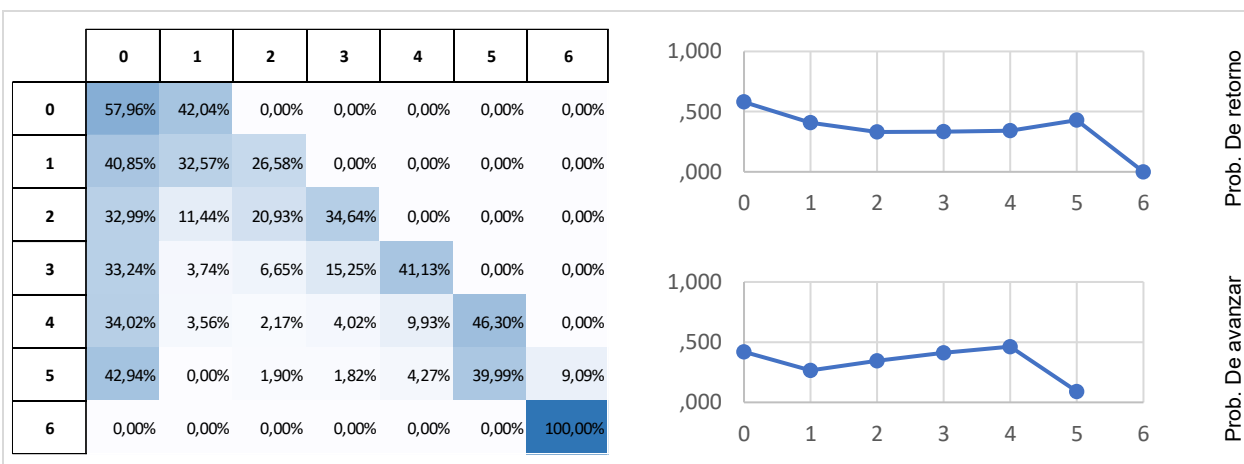 0 1 2 3 4 5 6
0 57,96% 42,04% 0,00% 0,00% 0,00% 0,00% 0,00%
1 40,85% 32,57% 26,58% 0,00% 0,00% 0,00% 0,00%
2 32,99% 11,44% 20,93% 34,64% 0,00% 0,00% 0,00%
3 33,24% 3,74% 6,65% 15,25% 41,13% 0,00% 0,00%
4 34,02% 3,56% 2,17% 4,02% 9,93% 46,30% 0,00%
5 42,94% 0,00% 1,90% 1,82% 4,27% 39,99% 9,09%
6 0,00% 0,00% 0,00% 0,00% 0,00% 0,00% 100,00%
1,000
,500
,000
0 1 2 3 4 5 6
Prob. De retorno
1,000
,500
,000
0 1 2 3 4 5 6
Prob. De avanzar